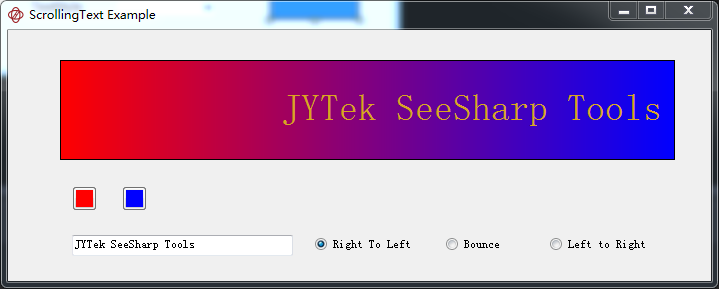 ScrollingText Example
JYTek SeeSharp Tools
JYTek SeeSharp Tools
Right To Left
Bounce
Left to Right